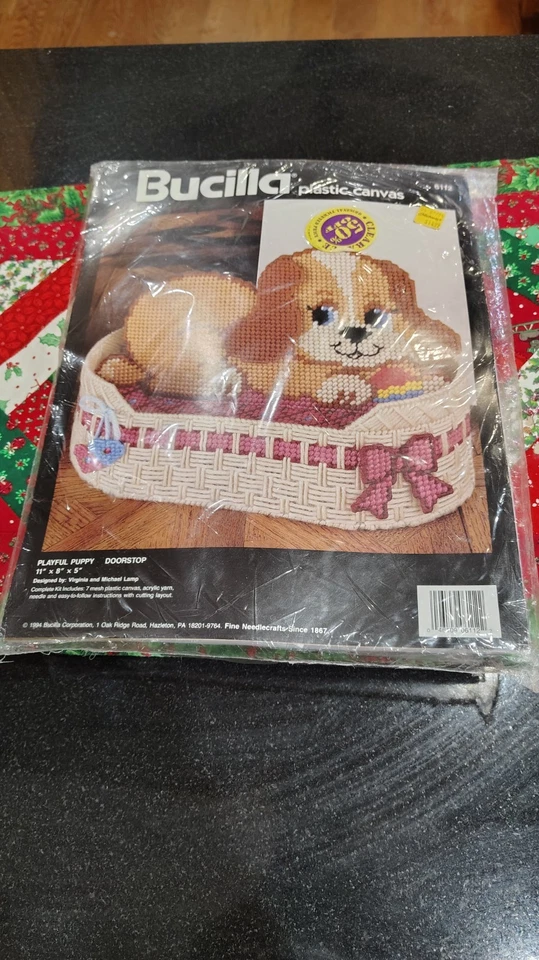 Bucilla plastic canvas
CLEARANCE
50%
PLAYFUL PUPPY DOORSTOP
11" x 8" x 5"
Designed by: Virginia and Michael Lamp
Complete Kit Includes: 7 mesh plastic canvas, acrylic yarn,
needle and easy-to-follow instructions with cutting layout.
© 1994 Bucilla Corporation, 1 Oak Ridge Road, Hazleton, PA 18201-9764. Fine Needlecrafts Since 1867.